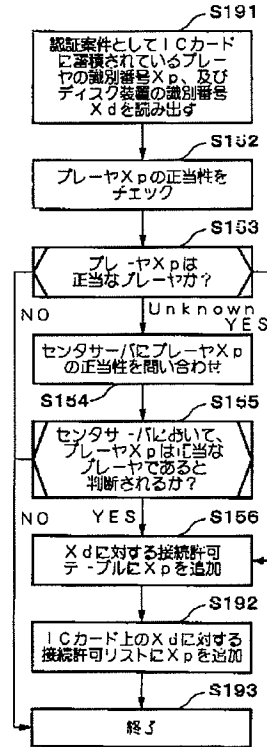 S191
認証案件としてICカード
に蓄積されているプレー
ヤの識別番号Xp、及び
ディスク装置の識別番号
Xdを読み出す
S152
プレーヤXpの正当性を
チェック
S153
プレーヤXpは
正当なプレーヤか?
NO
Unknown
YES
センタサーバにプレーヤXp
の正当性を問い合わせ
S154
S155
センタサーバにおいて、
プレーヤXpは正当な
プレーヤであると
判断されるか?
NO
YES
S156
Xdに対する接続許可
テーブルにXpを追加
S192
ICカード上のXdに対する
接続許可リストにXpを追加
S193
終了